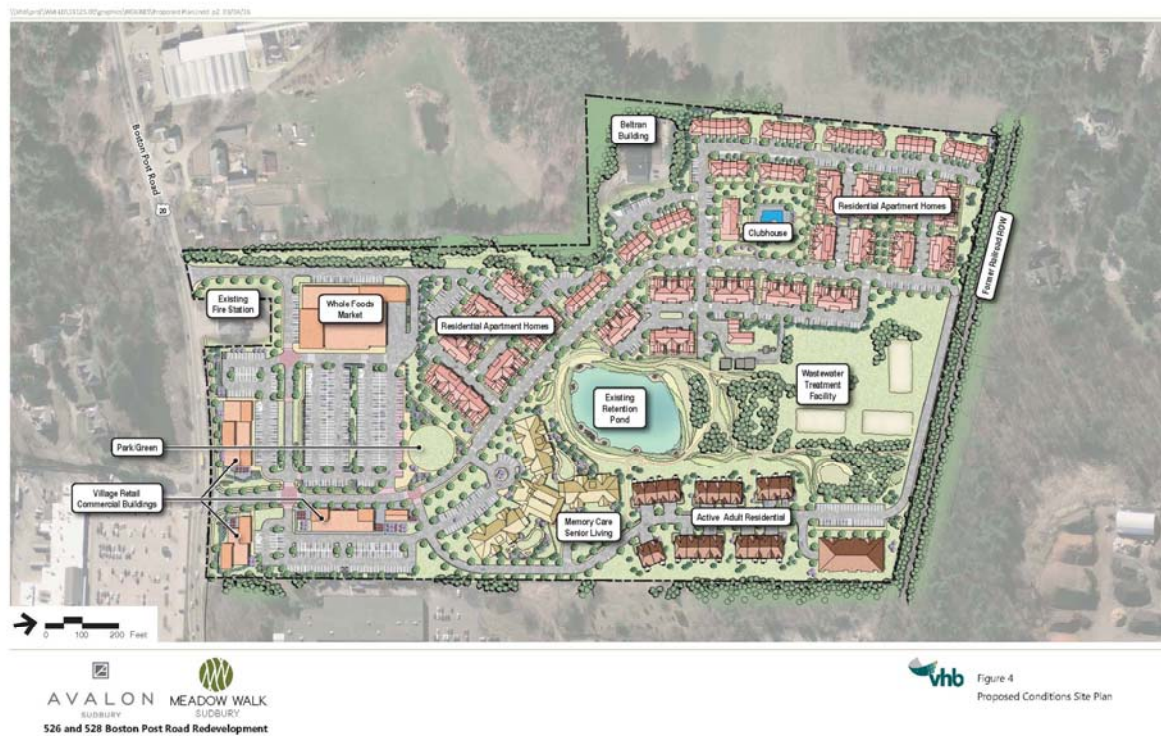 Boston Post Road
20
Beltran
Building
Residential Apartment Homes
Clubhouse
Former Railroad ROW
Existing
Fire Station
Whole Foods
Market
Residential Apartment Homes
Wastewater
Treatment
Facility
Existing
Retention
Pond
Park/Green
Village Retail
Commercial Buildings
Memory Care
Senior Living
Active Adult Residential
0 100 200 Feet
AVALON
SUDBURY
MEADOW WALK
SUDBURY
526 and 528 Boston Post Road Redevelopment
vhb
Figure 4
Proposed Conditions Site Plan